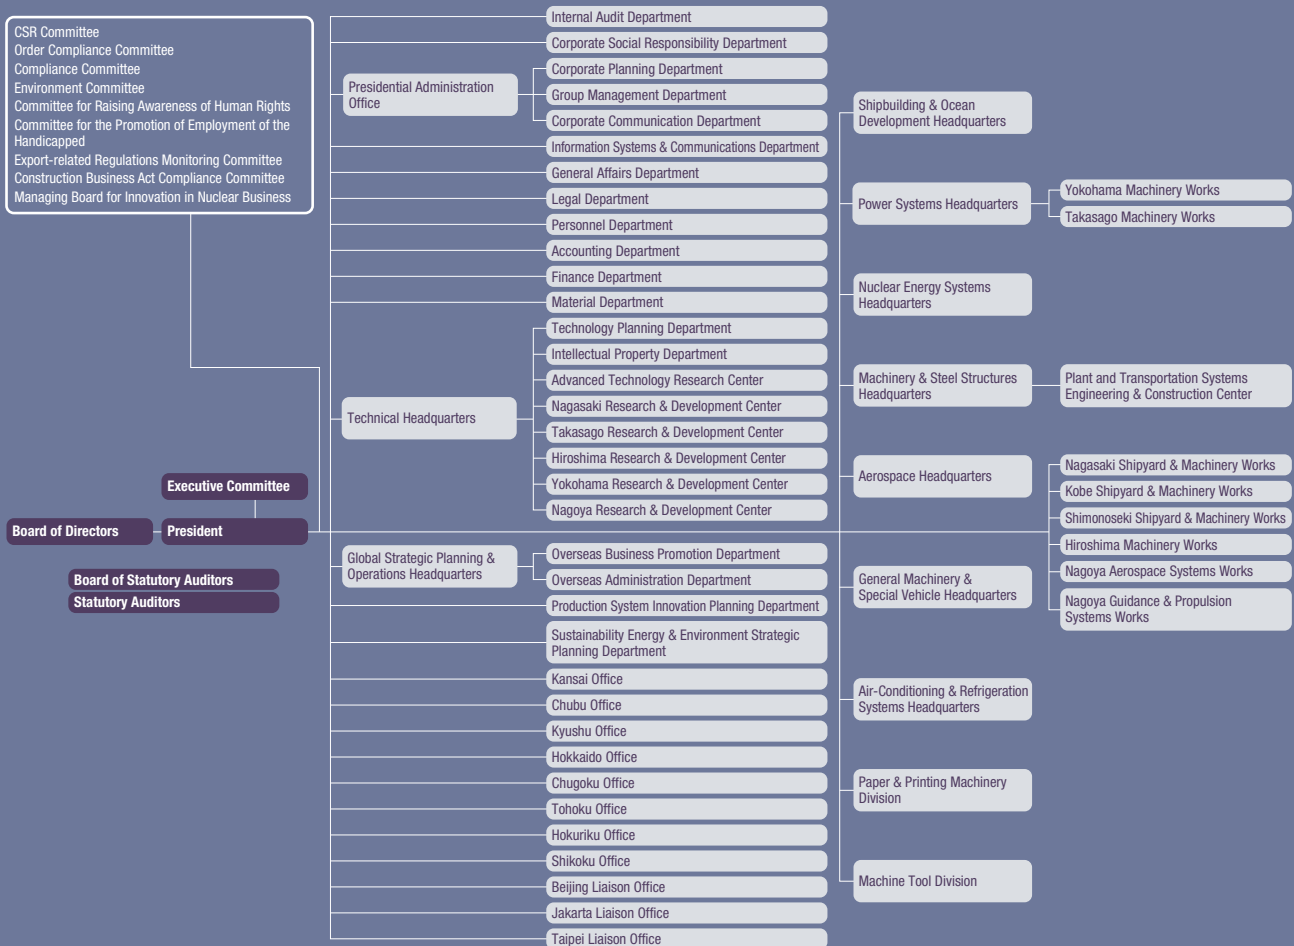 CSR Committee
Order Compliance Committee
Compliance Committee
Environment Committee
Committee for Raising Awareness of Human Rights
Committee for the Promotion of Employment of the
Handicapped
Export-related Regulations Monitoring Committee
Construction Business Act Compliance Committee
Managing Board for Innovation in Nuclear Business
Executive Committee
Board of Directors
President
Board of Statutory Auditors
Statutory Auditors
Presidential Administration
Office
Technical Headquarters
Global Strategic Planning &
Operations Headquarters
Internal Audit Department
Corporate Social Responsibility Department
Corporate Planning Department
Group Management Department
Corporate Communication Department
Information Systems & Communications Department
General Affairs Department
Legal Department
Personnel Department
Accounting Department
Finance Department
Material Department
Technology Planning Department
Intellectual Property Department
Advanced Technology Research Center
Nagasaki Research & Development Center
Takasago Research & Development Center
Hiroshima Research & Development Center
Yokohama Research & Development Center
Nagoya Research & Development Center
Overseas Business Promotion Department
Overseas Administration Department
Production System Innovation Planning Department
Sustainability Energy & Environment Strategic
Planning Department
Kansai Office
Chubu Office
Kyushu Office
Hokkaido Office
Chugoku Office
Tohoku Office
Hokuriku Office
Shikoku Office
Beijing Liaison Office
Jakarta Liaison Office
Taipei Liaison Office
Shipbuilding & Ocean
Development Headquarters
Power Systems Headquarters
Nuclear Energy Systems
Headquarters
Machinery & Steel Structures
Headquarters
Aerospace Headquarters
General Machinery &
Special Vehicle Headquarters
Air-Conditioning & Refrigeration
Systems Headquarters
Paper & Printing Machinery
Division
Machine Tool Division
Yokohama Machinery Works
Takasago Machinery Works
Plant and Transportation Systems
Engineering & Construction Center
Nagasaki Shipyard & Machinery Works
Kobe Shipyard & Machinery Works
Shimonoseki Shipyard & Machinery Works
Hiroshima Machinery Works
Nagoya Aerospace Systems Works
Nagoya Guidance & Propulsion
Systems Works